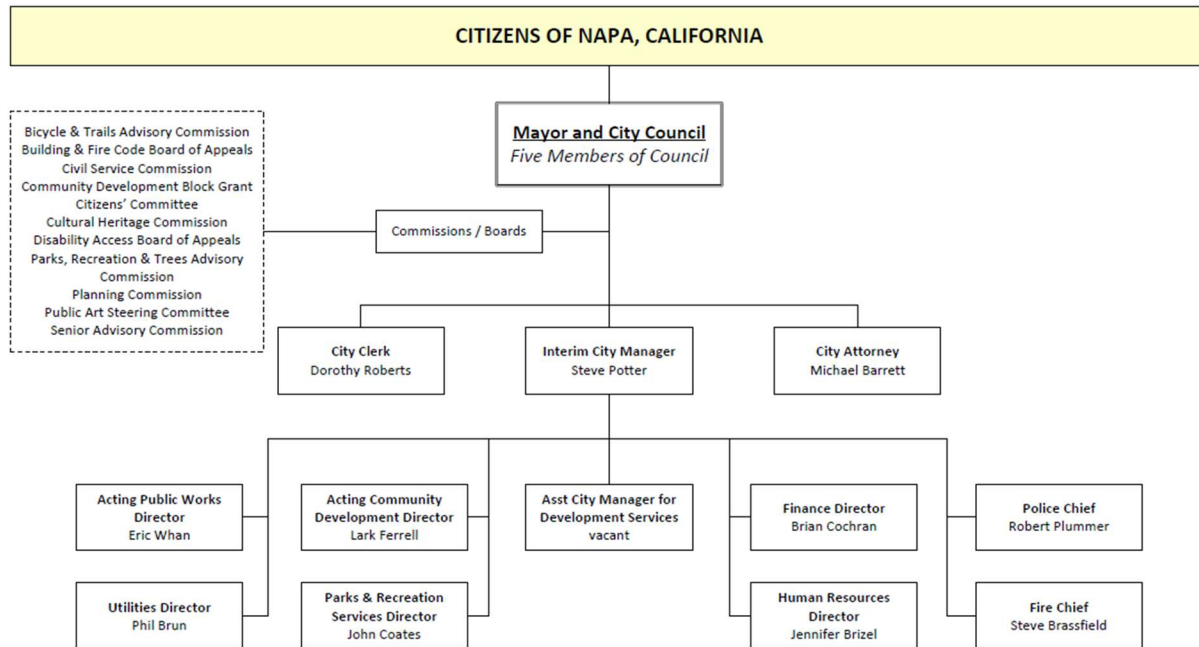 CITIZENS OF NAPA, CALIFORNIA
Mayor and City Council
Five Members of Council
Bicycle & Trails Advisory Commission
Building & Fire Code Board of Appeals
Civil Service Commission
Community Development Block Grant
Citizens’ Committee
Cultural Heritage Commission
Disability Access Board of Appeals
Parks, Recreation & Trees Advisory
Commission
Planning Commission
Public Art Steering Committee
Senior Advisory Commission
Commissions / Boards
City Clerk
Dorothy Roberts
Interim City Manager
Steve Potter
City Attorney
Michael Barrett
Acting Public Works
Director
Eric Whan
Acting Community
Development Director
Lark Ferrell
Asst City Manager for
Development Services
vacant
Finance Director
Brian Cochran
Police Chief
Robert Plummer
Utilities Director
Phil Brun
Parks & Recreation
Services Director
John Coates
Human Resources
Director
Jennifer Brizel
Fire Chief
Steve Brassfield